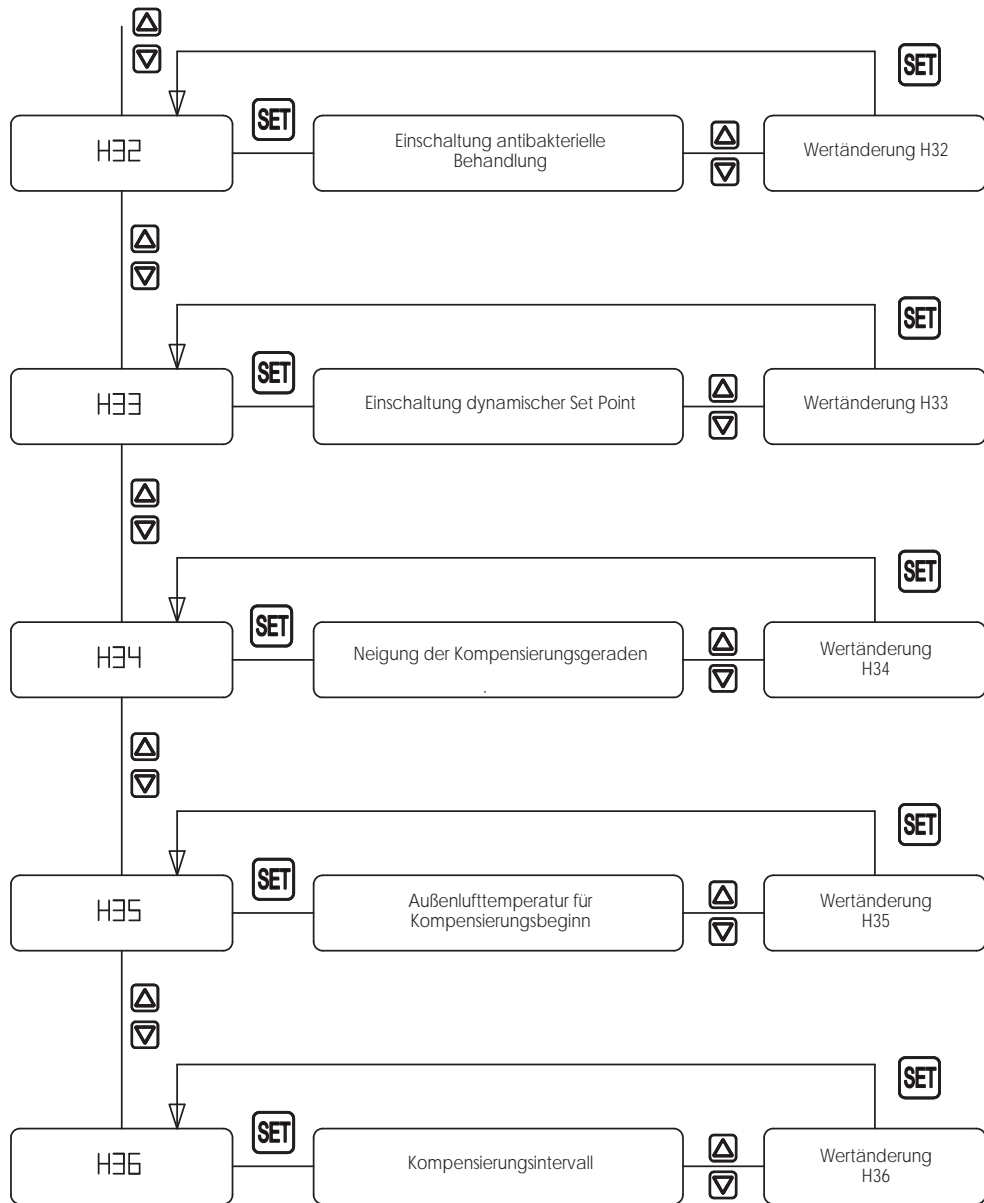 SET
H32
SET
Einschaltung antibakterielle
Behandlung
Wertänderung H32
SET
H33
SET
Einschaltung dynamischer Set Point
Wertänderung H33
SET
H34
SET
Neigung der Kompensierungsgeraden
.
Wertänderung
H34
SET
H35
SET
Außenlufttemperatur für
Kompensierungsbeginn
Wertänderung
H35
SET
H36
SET
Kompensierungsintervall
Wertänderung
H36